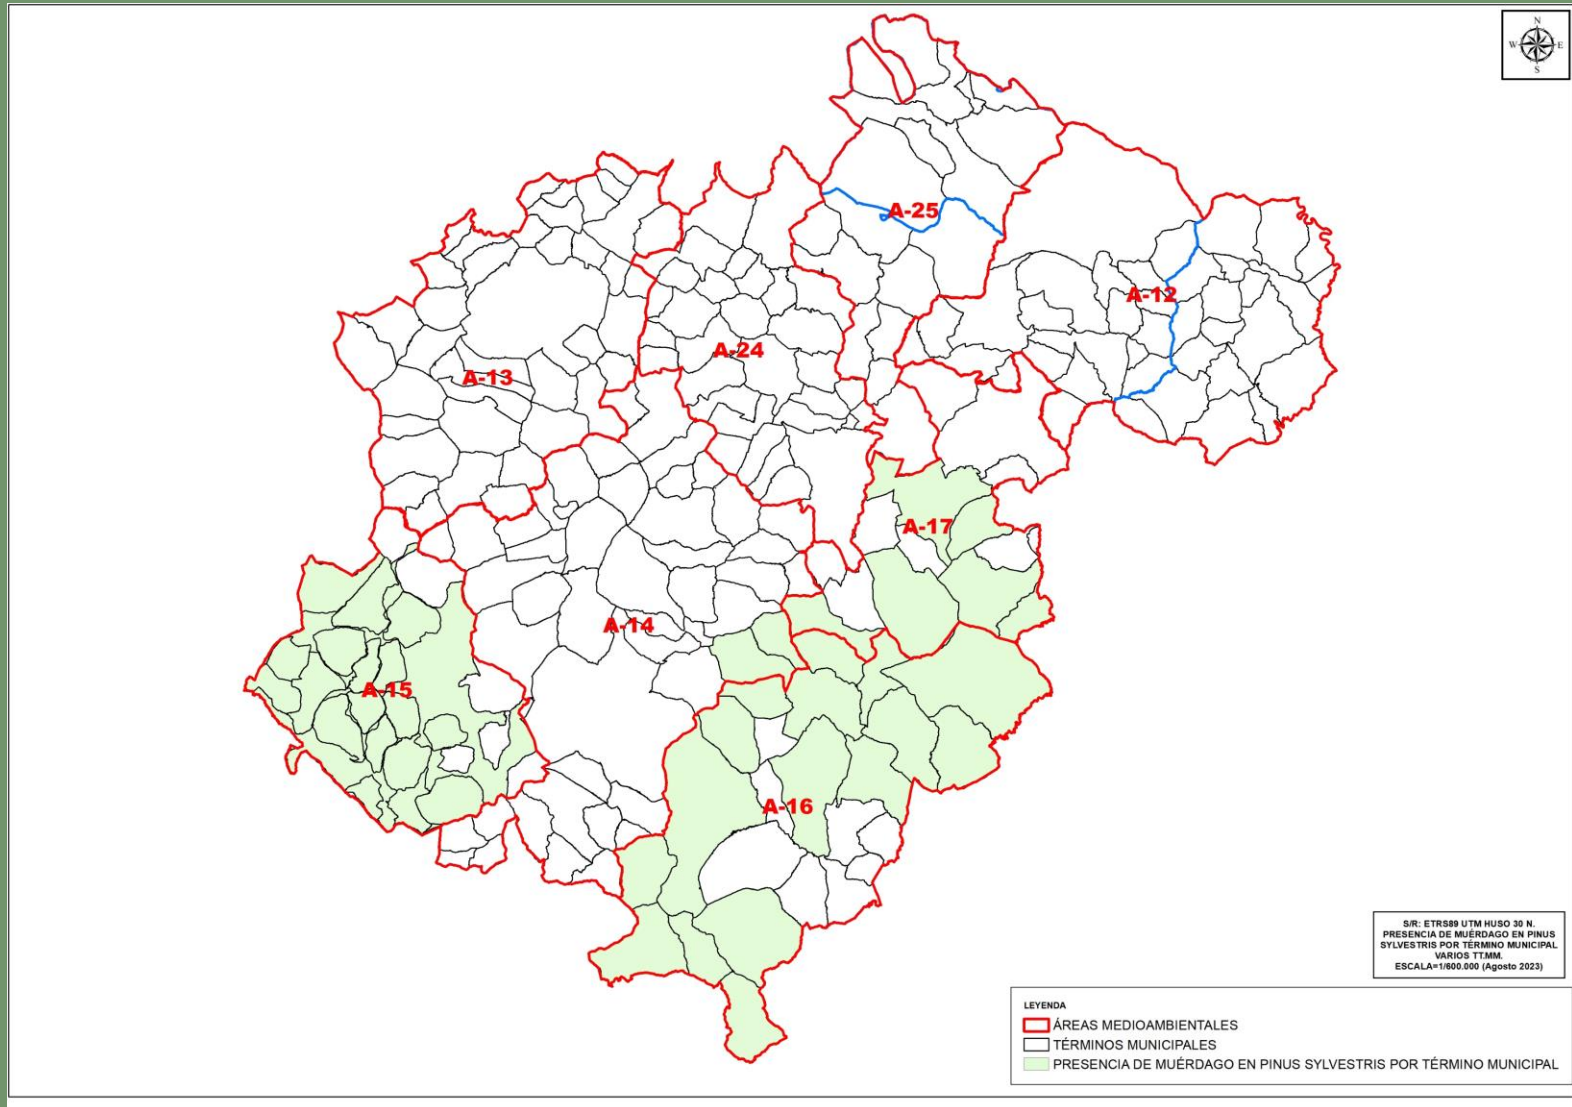 N
W E
S
A-25
A-12
A-24
A-13
A-17
A-14
A-15
A-16
S/R: ETRS89 UTM HUSO 30 N.
PRESENCIA DE MUÉRDAGO EN PINUS
SYLVESTRIS POR TÉRMINO MUNICIPAL
VARIOS TT.MM.
ESCALA=1/600.000 (Agosto 2023)
LEYENDA
ÁREAS MEDIOAMBIENTALES
TÉRMINOS MUNICIPALES
PRESENCIA DE MUÉRDAGO EN PINUS SYLVESTRIS POR TÉRMINO MUNICIPAL